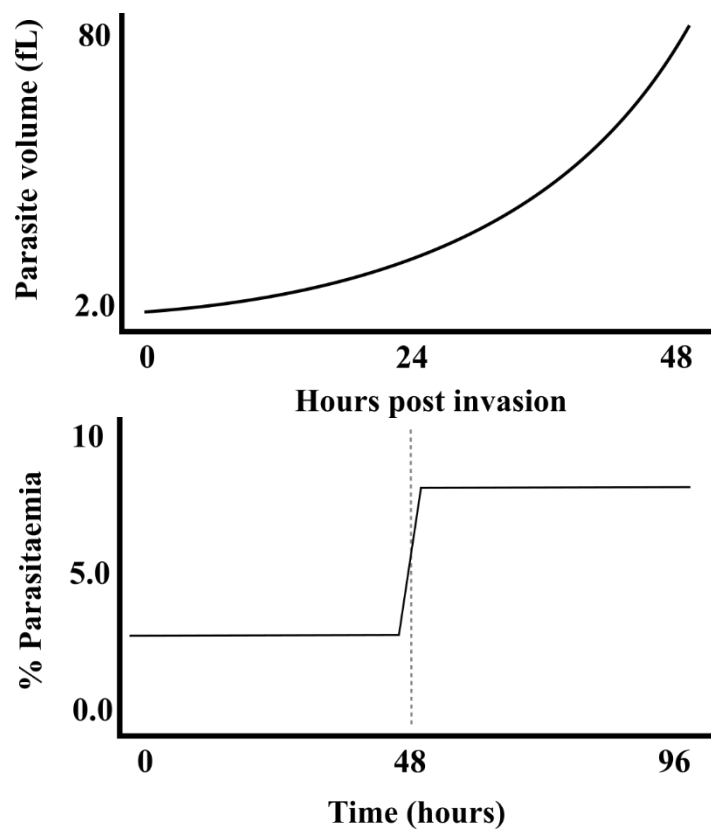 Parasite volume (fL)
80
2.0
0 24 48
Hours post invasion
% Parasitaemia
10
5.0
0.0
0 48 96
Time (hours)